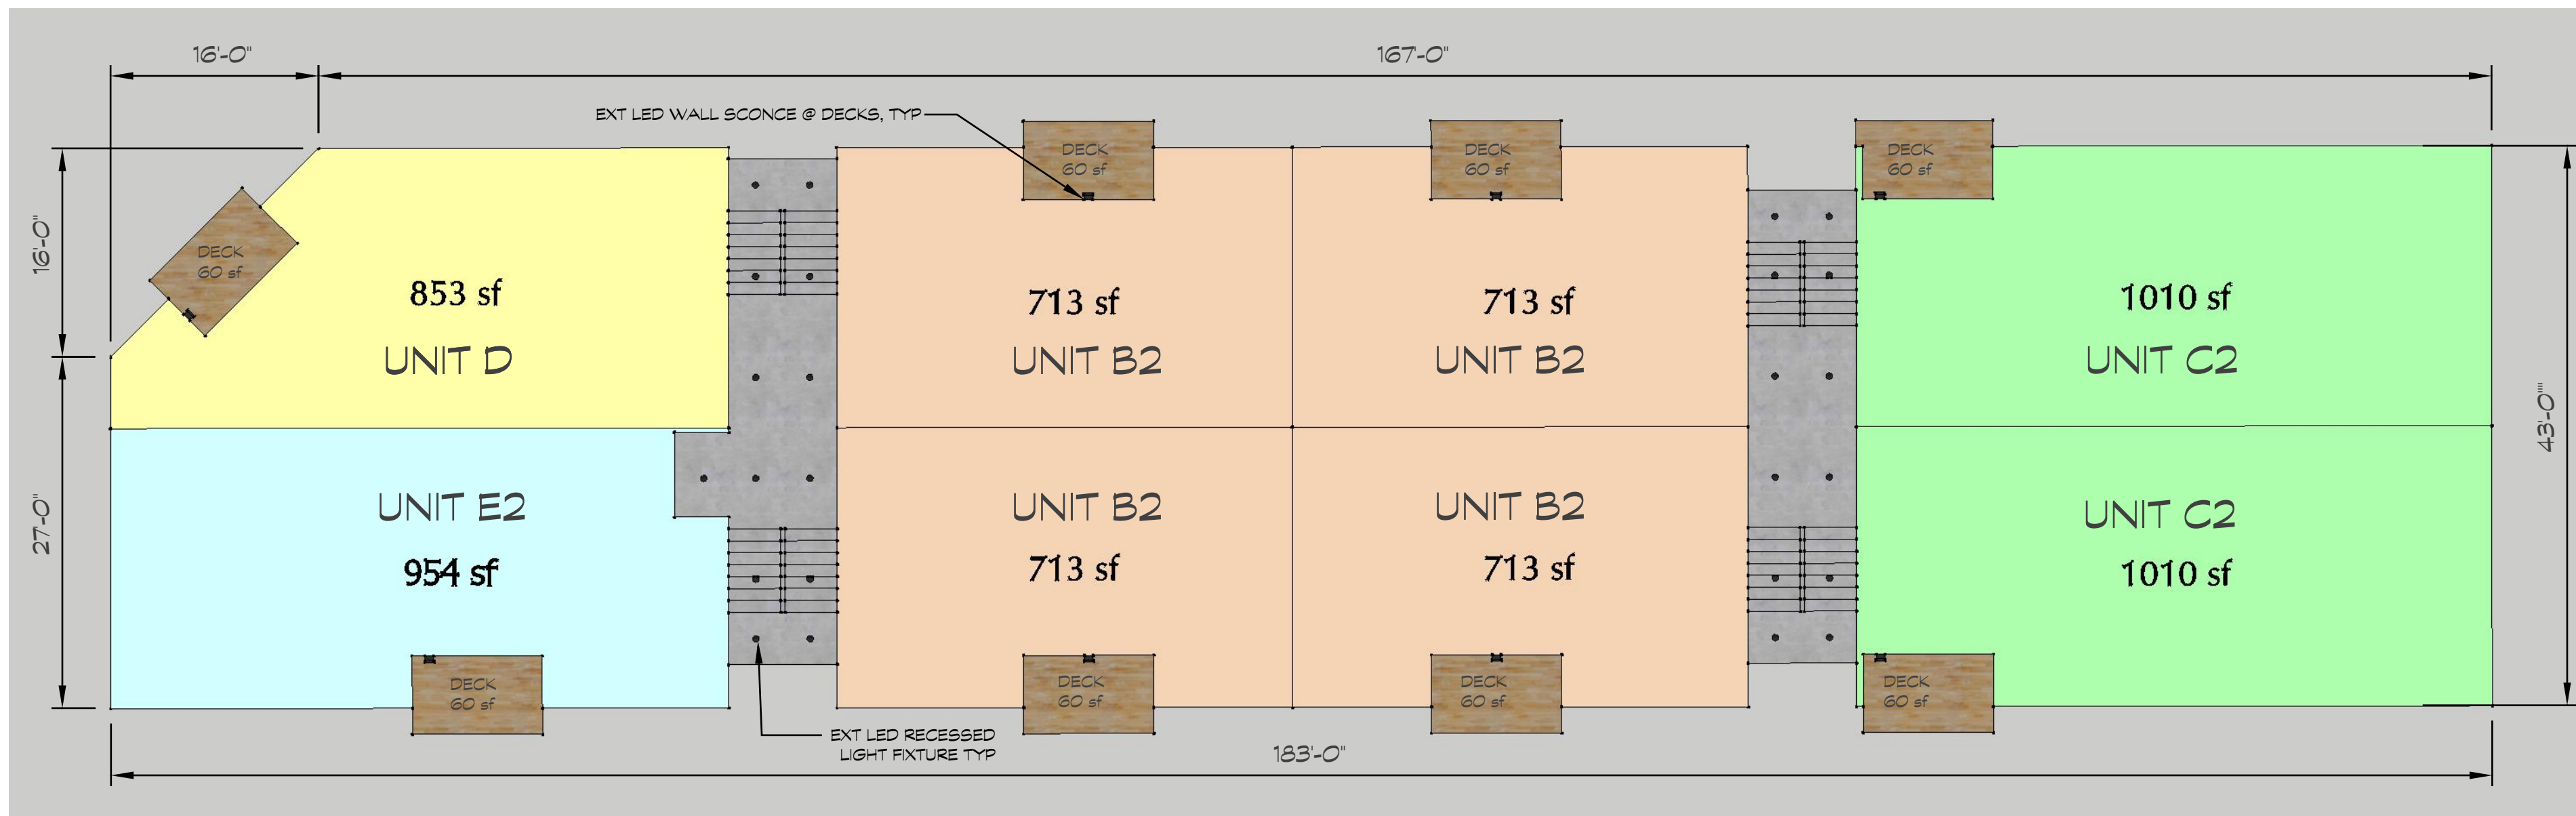 16'-0"
167'-0"
EXT LED WALL SCONCE @ DECKS, TYP
DECK
60 sf
DECK
60 sf
DECK
60 sf
16'-0"
DECK
60 sf
853 sf
UNIT D
713 sf
UNIT B2
713 sf
UNIT B2
1010 sf
UNIT C2
43'-0""
27'-0"
UNIT E2
954 sf
UNIT B2
713 sf
UNIT B2
713 sf
UNIT C2
1010 sf
DECK
60 sf
DECK
60 sf
DECK
60 sf
DECK
60 sf
EXT LED RECESSED
LIGHT FIXTURE TYP
183'-0"